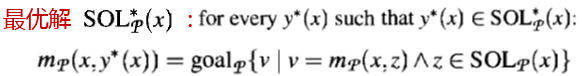 最优解 SOL*𝒫(x) : for every y*(x) such that y*(x) ∈ SOL*𝒫(x):
m𝒫(x, y*(x)) = goal𝒫{v | v = m𝒫(x, z) ∧ z ∈ SOL𝒫(x)}